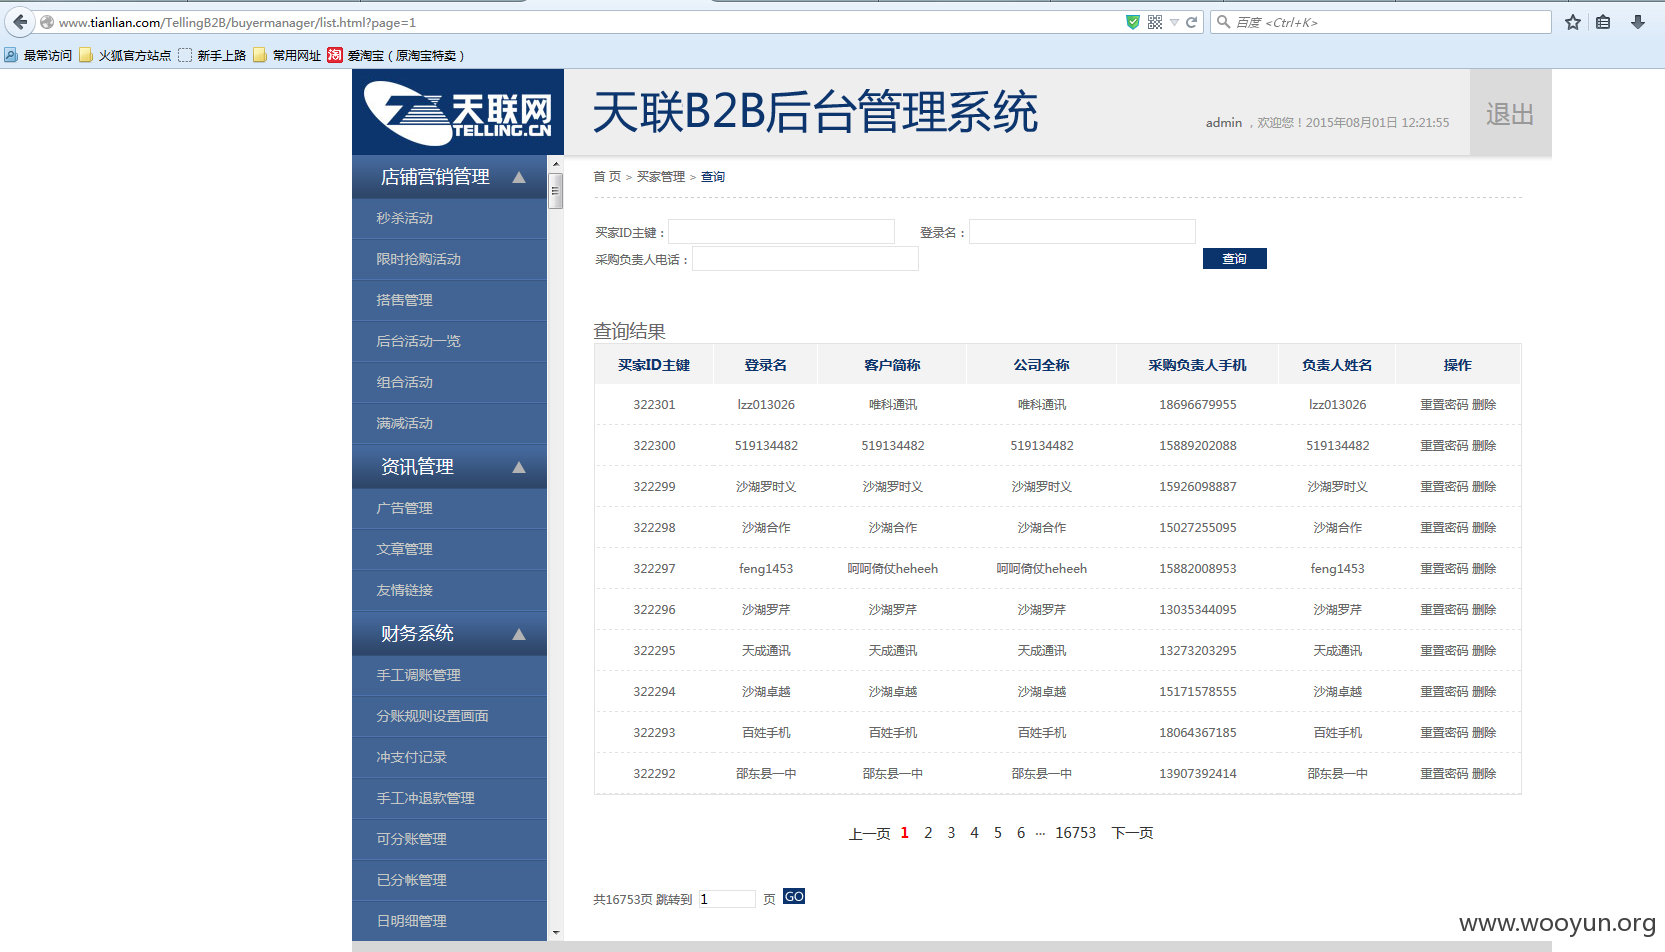 www.tianlian.com/TellingB2B/buyermanager/list.html?page=1
百度 <Ctrl+K>
最常访问 火狐官方站点 新手上路 常用网址 淘 爱淘宝（原淘宝特卖）
天联网
TELLING.CN
天联B2B后台管理系统
admin ，欢迎您！2015年08月01日 12:21:55
退出
店铺营销管理
秒杀活动
限时抢购活动
搭售管理
后台活动一览
组合活动
满减活动
资讯管理
广告管理
文章管理
友情链接
财务系统
手工调账管理
分账规则设置画面
冲支付记录
手工冲退款管理
可分账管理
已分帐管理
日明细管理
首 页 > 买家管理 > 查询
买家ID主键： 登录名：
采购负责人电话： 查询
查询结果
买家ID主键 登录名 客户简称 公司全称 采购负责人手机 负责人姓名 操作
322301 lzz013026 唯科通讯 唯科通讯 18696679955 lzz013026 重置密码 删除
322300 519134482 519134482 519134482 15889202088 519134482 重置密码 删除
322299 沙湖罗时义 沙湖罗时义 沙湖罗时义 15926098887 沙湖罗时义 重置密码 删除
322298 沙湖合作 沙湖合作 沙湖合作 15027255095 沙湖合作 重置密码 删除
322297 feng1453 呵呵倚仗heheeh 呵呵倚仗heheeh 15882008953 feng1453 重置密码 删除
322296 沙湖罗芹 沙湖罗芹 沙湖罗芹 13035344095 沙湖罗芹 重置密码 删除
322295 天成通讯 天成通讯 天成通讯 13273203295 天成通讯 重置密码 删除
322294 沙湖卓越 沙湖卓越 沙湖卓越 15171578555 沙湖卓越 重置密码 删除
322293 百姓手机 百姓手机 百姓手机 18064367185 百姓手机 重置密码 删除
322292 邵东县一中 邵东县一中 邵东县一中 13907392414 邵东县一中 重置密码 删除
上一页 1 2 3 4 5 6 ··· 16753 下一页
共16753页 跳转到 1 页 GO
www.wooyun.org